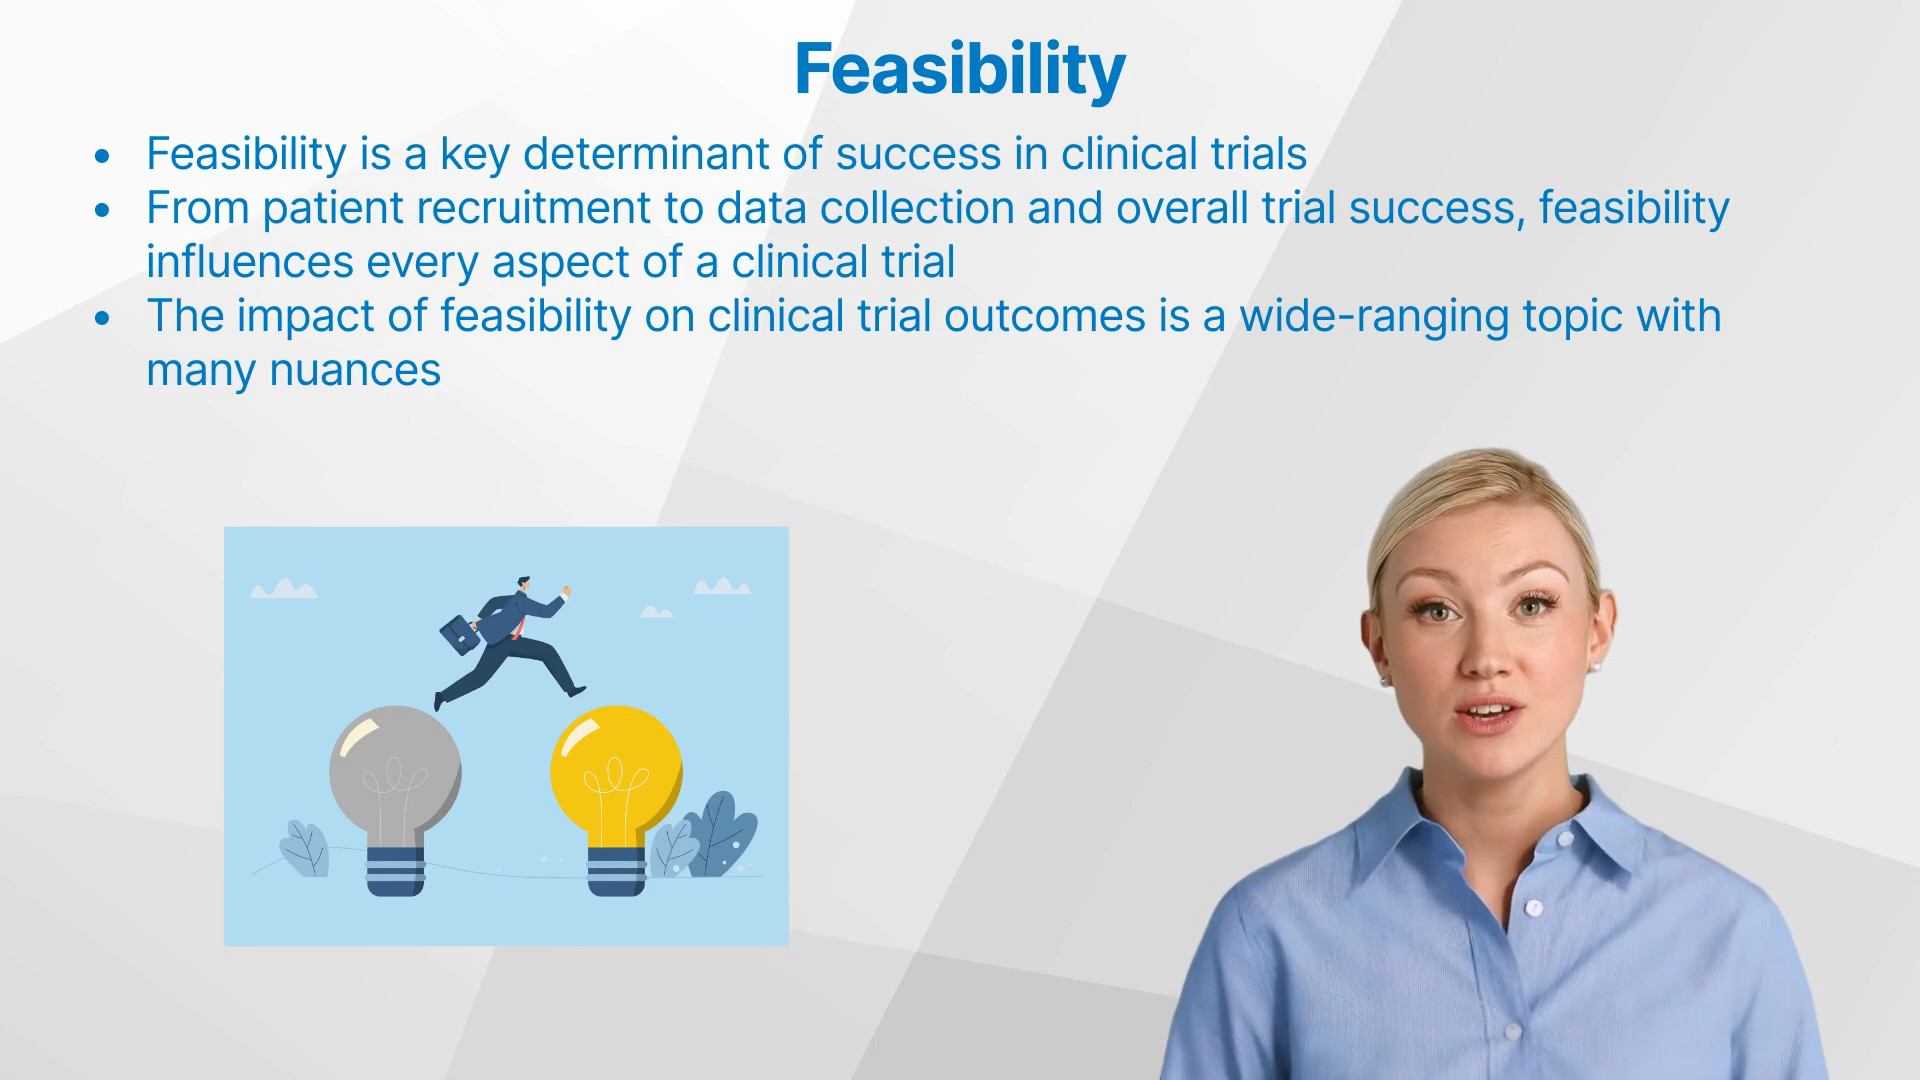 Feasibility
• Feasibility is a key determinant of success in clinical trials
• From patient recruitment to data collection and overall trial success, feasibility
influences every aspect of a clinical trial
• The impact of feasibility on clinical trial outcomes is a wide-ranging topic with
many nuances